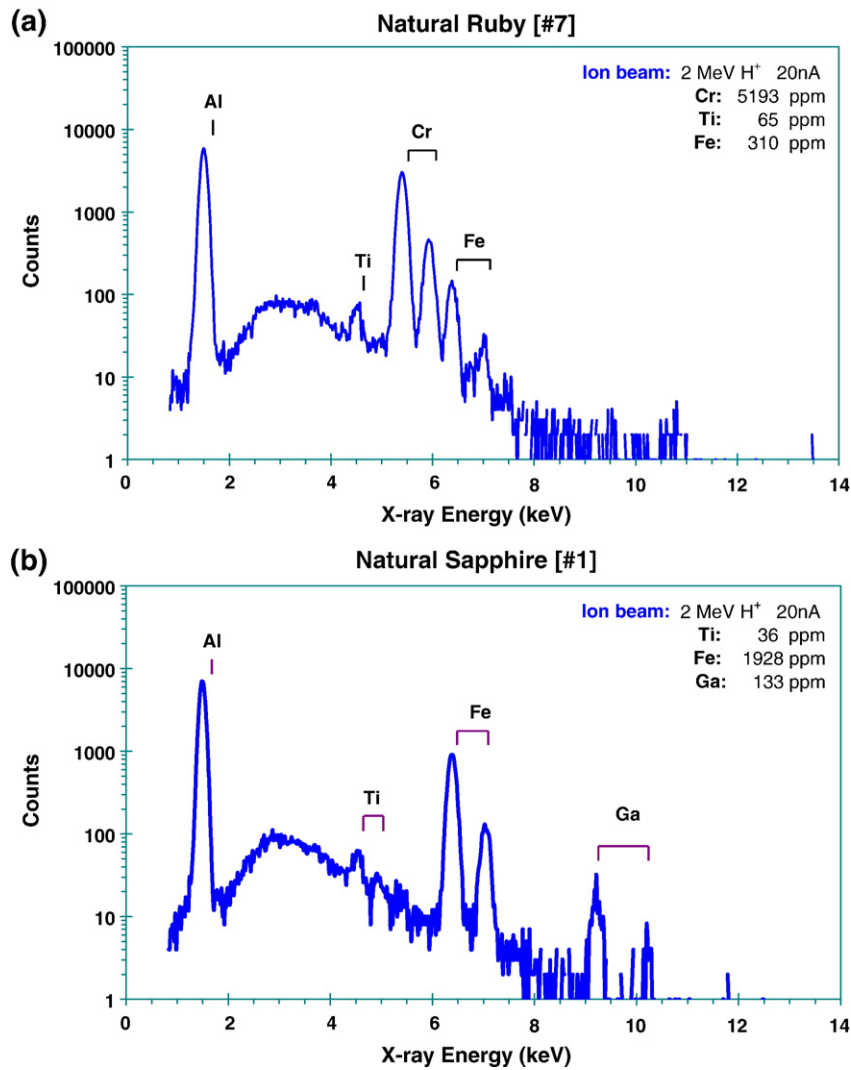 (a)
Natural Ruby [#7]
Ion beam: 2 MeV H⁺ 20nA
Cr: 5193 ppm
Ti: 65 ppm
Fe: 310 ppm
Al
Cr
Ti
Fe
100000
10000
1000
100
10
1
Counts
0 2 4 6 8 10 12 14
X-ray Energy (keV)
(b)
Natural Sapphire [#1]
Ion beam: 2 MeV H⁺ 20nA
Ti: 36 ppm
Fe: 1928 ppm
Ga: 133 ppm
Al
Fe
Ti
Ga
100000
10000
1000
100
10
1
Counts
0 2 4 6 8 10 12 14
X-ray Energy (keV)